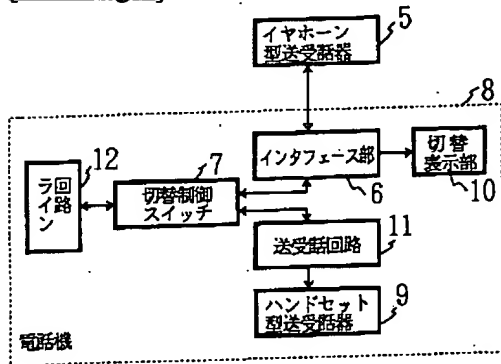 イヤホーン
型送受話器
5
8
インタフェース部
6
切替
表示部
10
12
回路
ライン
7
切替制御
スイッチ
送受話回路
11
ハンドセット
型送受話器
9
電話機